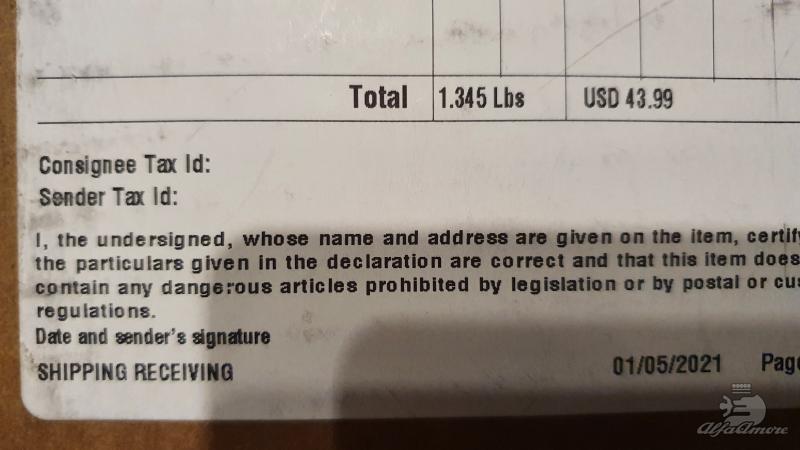 Total 1.345 Lbs USD 43.99
Consignee Tax Id:
Sender Tax Id:
I, the undersigned, whose name and address are given on the item, certify
the particulars given in the declaration are correct and that this item does
contain any dangerous articles prohibited by legislation or by postal or cus
regulations.
Date and sender's signature
SHIPPING RECEIVING 01/05/2021 Page
AlfaAmore